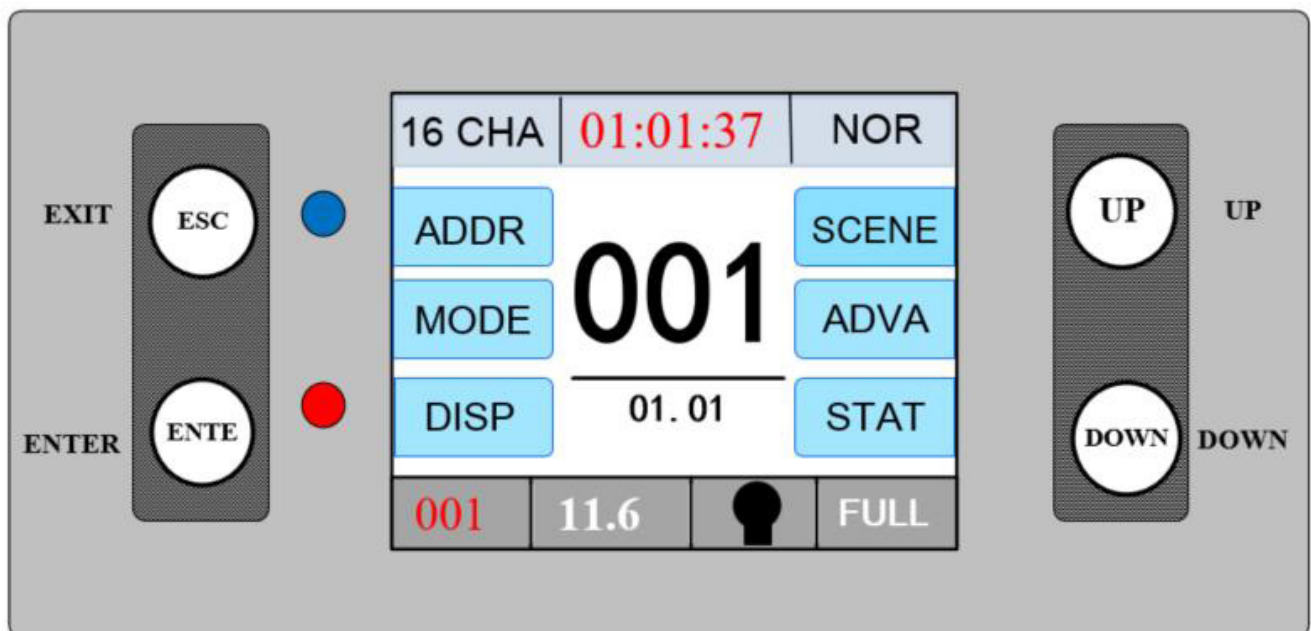 16 CHA 01:01:37 NOR
EXIT ESC ADDR SCENE UP UP
001
MODE ADVA
DISP 01. 01 STAT
ENTER ENTE DOWN DOWN
001 11.6 FULL